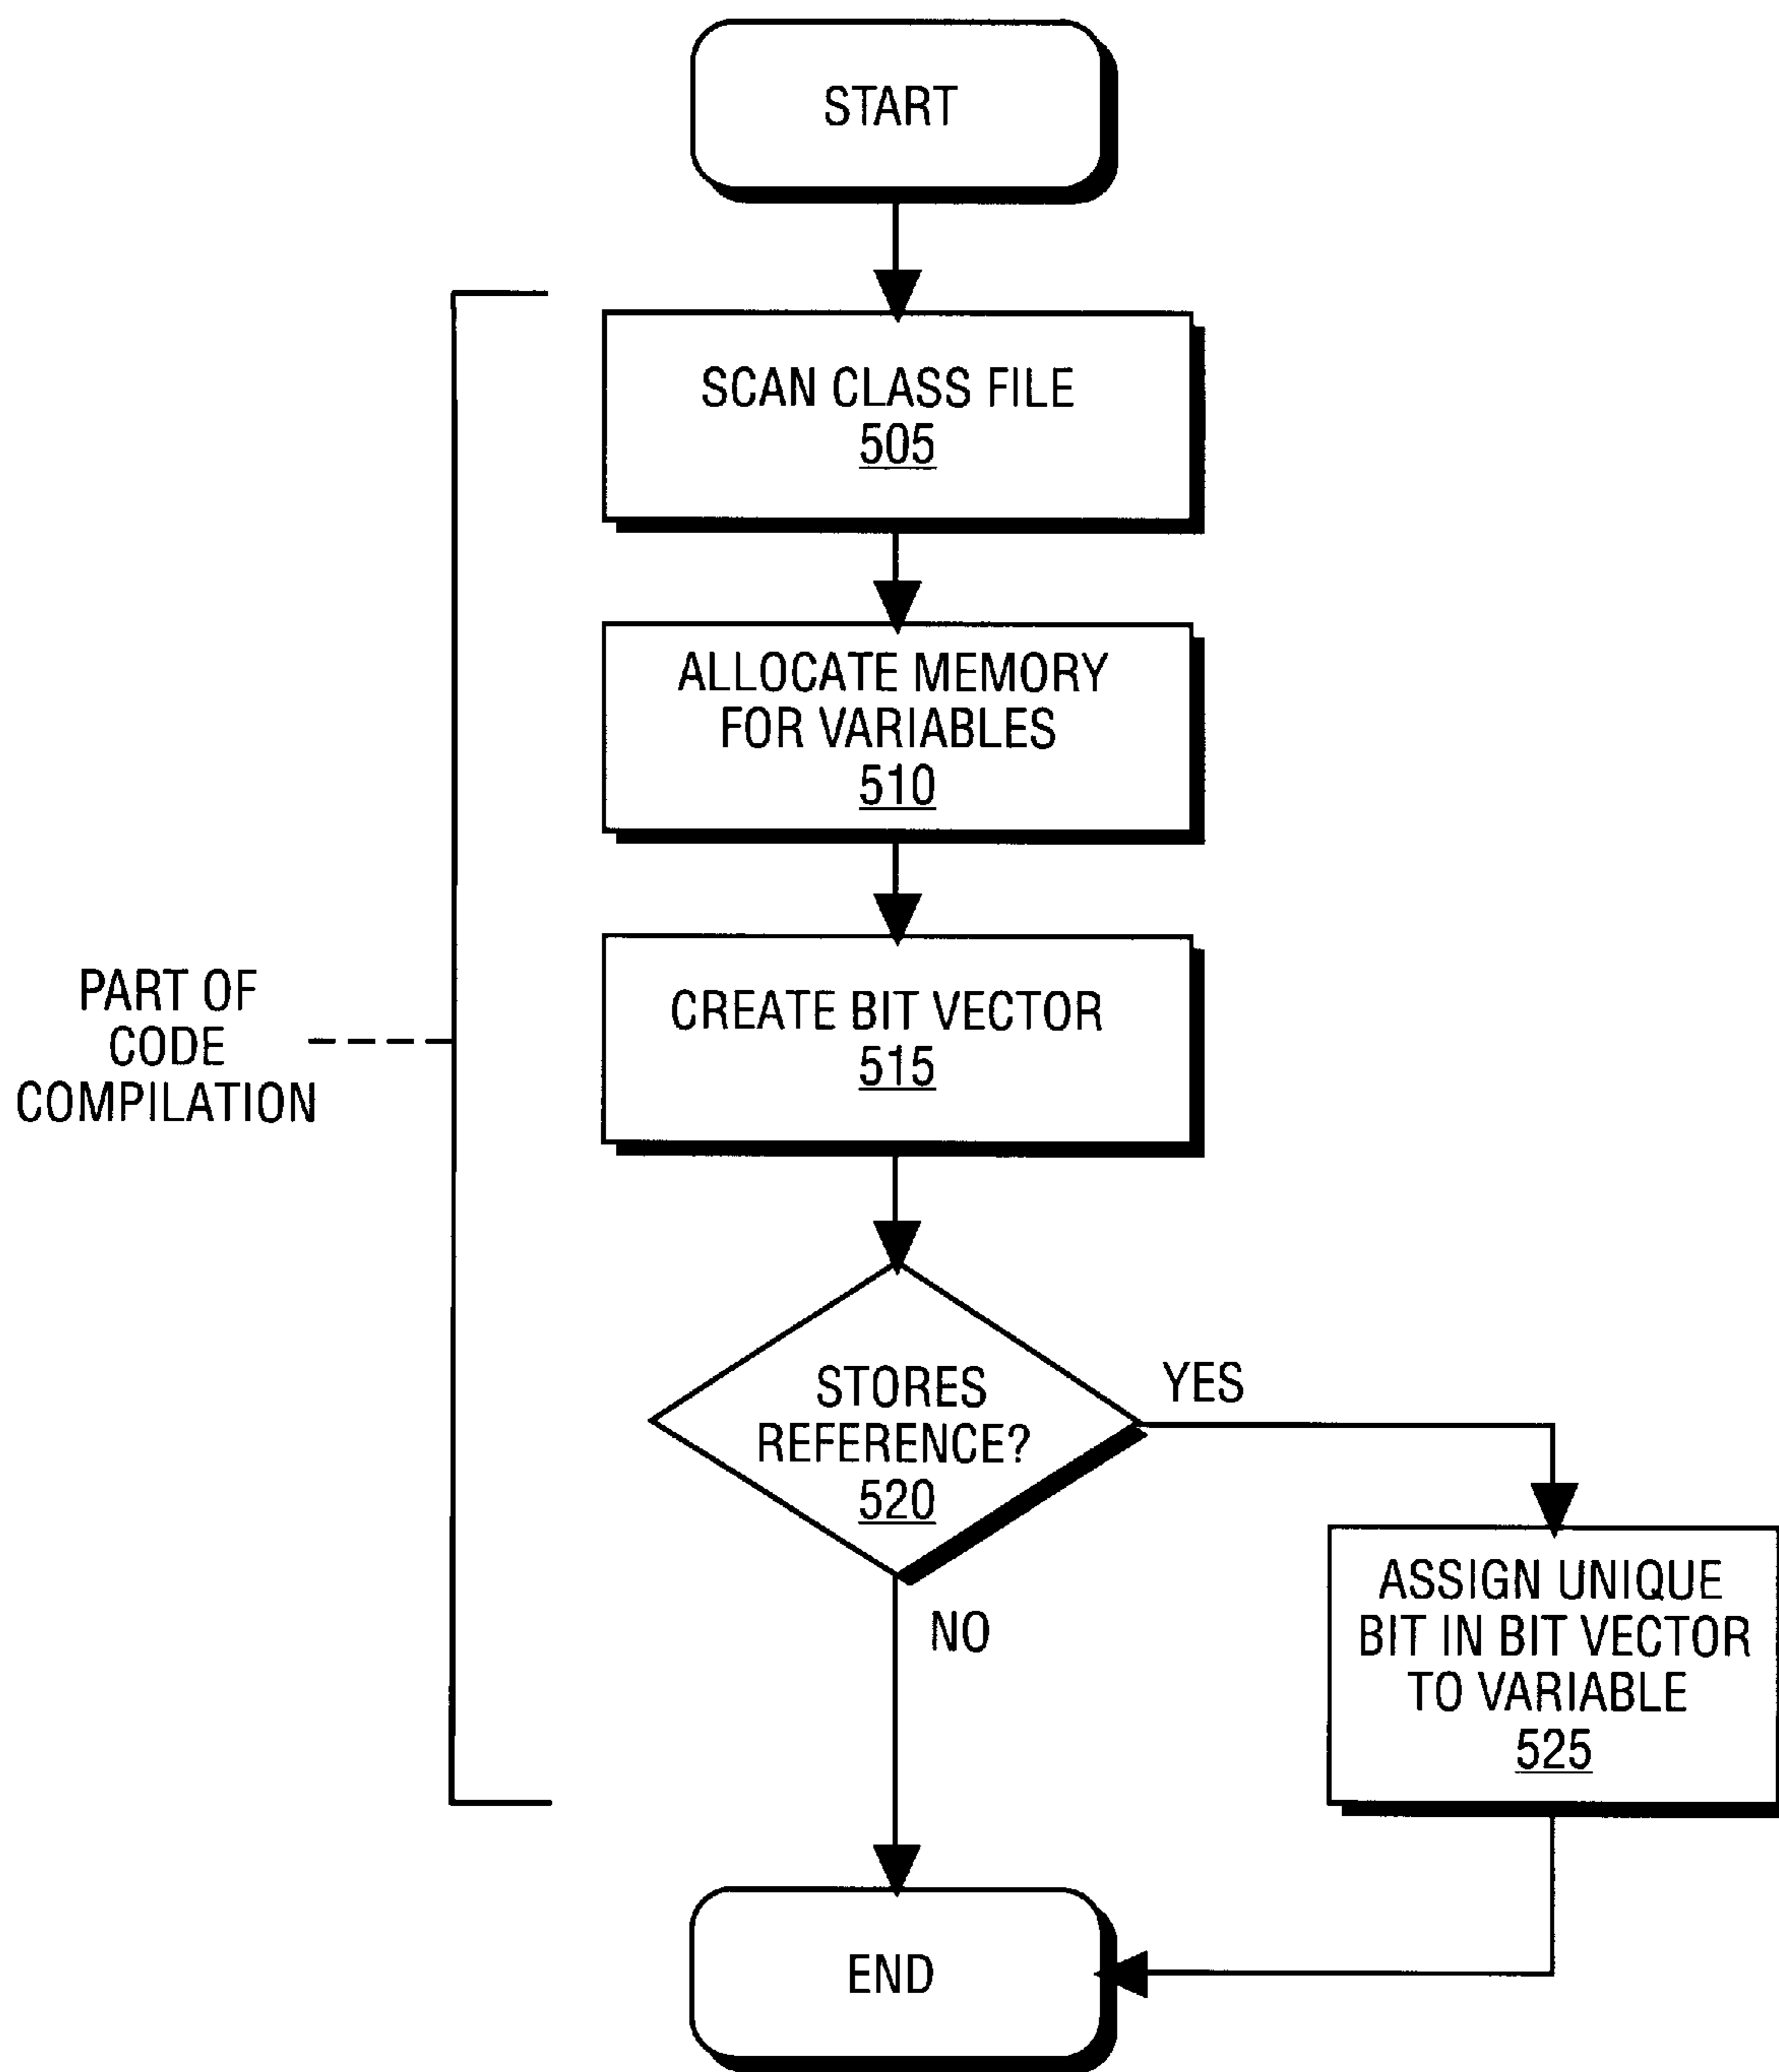 START
SCAN CLASS FILE
505
ALLOCATE MEMORY
FOR VARIABLES
510
CREATE BIT VECTOR
515
PART OF
CODE
COMPILATION
STORES
REFERENCE?
520
YES
NO
ASSIGN UNIQUE
BIT IN BIT VECTOR
TO VARIABLE
525
END